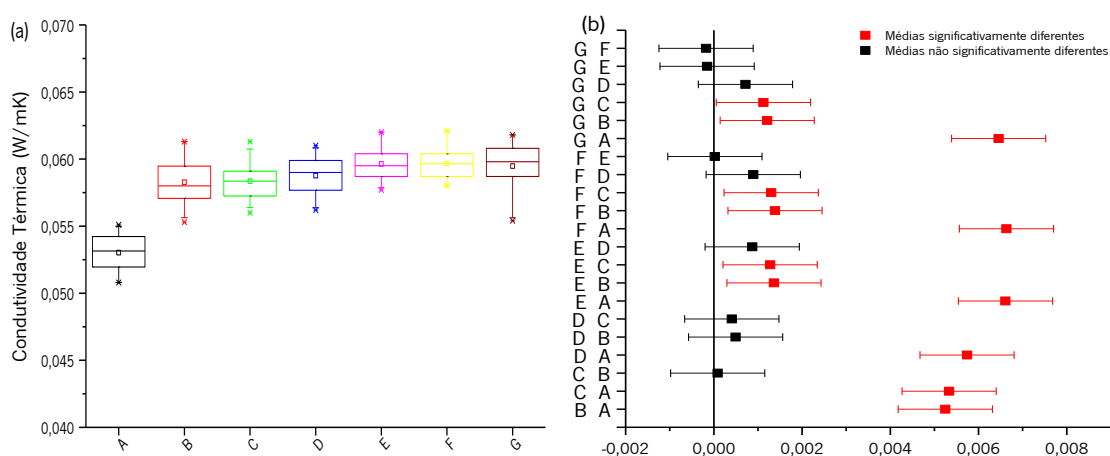 (a)
Condutividade Térmica (W/mK)
0,070
0,065
0,060
0,055
0,050
0,045
0,040
A
B
C
D
E
F
G
(b)
Médias significativamente diferentes
Médias não significativamente diferentes
G F
G E
G D
G C
G B
G A
F E
F D
F C
F B
F A
E D
E C
E B
E A
D C
D B
D A
C B
C A
B A
-0,002
0,000
0,002
0,004
0,006
0,008